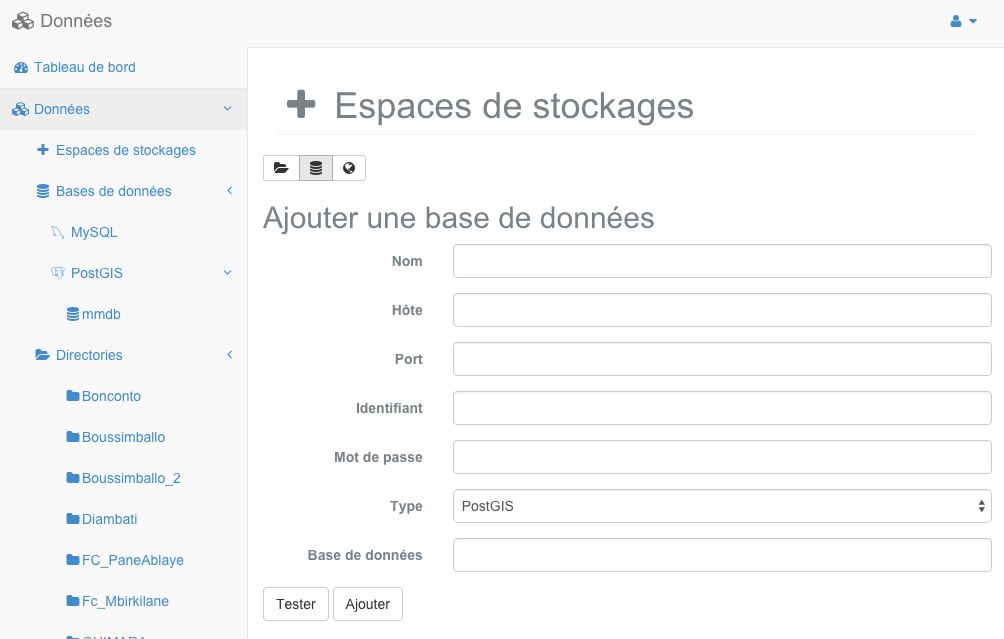 Données
Tableau de bord
Données
Espaces de stockages
Bases de données
MySQL
PostGIS
mmdb
Directories
Bonconto
Boussimballo
Boussimballo_2
Diambati
FC_PaneAblaye
Fc_Mbirkilane
Espaces de stockages
Ajouter une base de données
Nom
Hôte
Port
Identifiant
Mot de passe
Type PostGIS
Base de données
Tester Ajouter